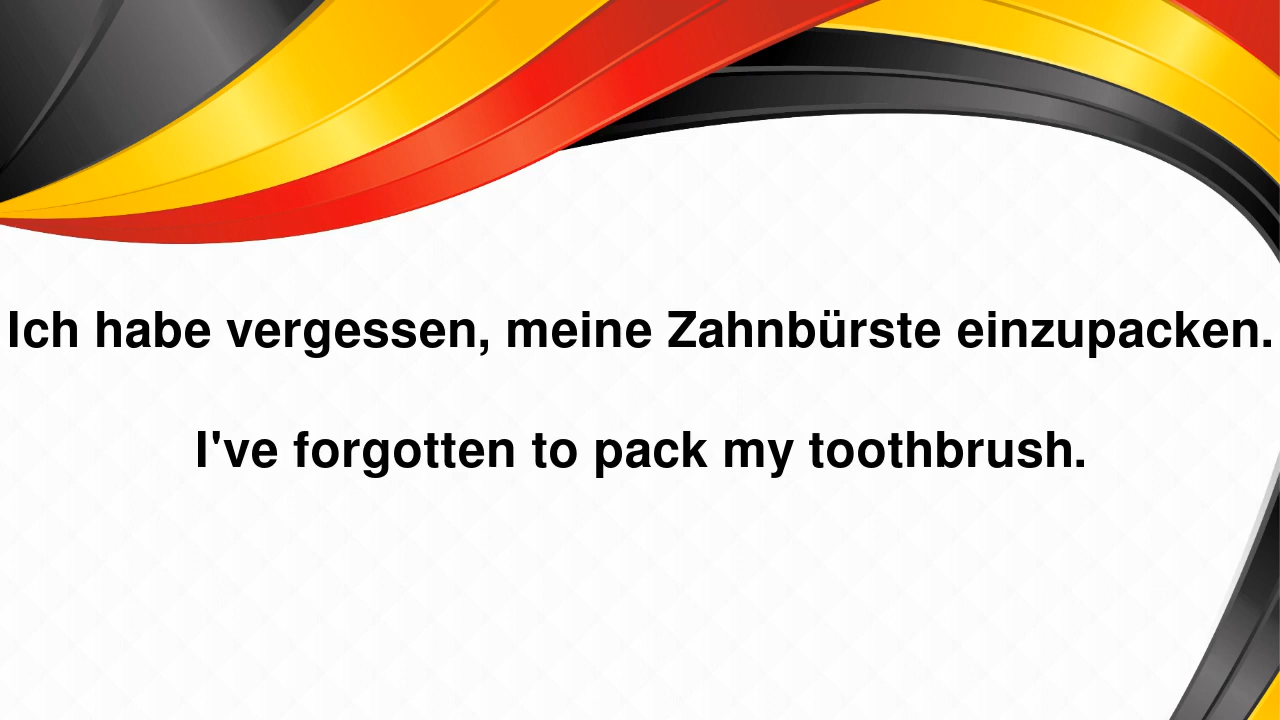 Ich habe vergessen, meine Zahnbürste einzupacken.
I've forgotten to pack my toothbrush.